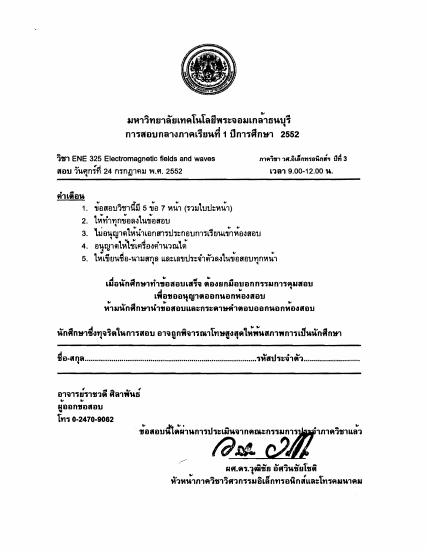 มหาวิทยาลัยเทคโนโลยีพระจอมเกล้าธนบุรี
การสอบกลางภาคเรียนที่ 1 ปีการศึกษา 2552
วิชา ENE 325 Electromagnetic fields and waves ภาควิชา วศ.อิเล็กทรอนิกส์ฯ ปีที่ 3
สอบ วันศุกร์ที่ 24 กรกฎาคม พ.ศ. 2552 เวลา 9.00-12.00 น.
คำเตือน
1. ข้อสอบวิชานี้มี 5 ข้อ 7 หน้า (รวมใบปะหน้า)
2. ให้ทำทุกข้อลงในข้อสอบ
3. ไม่อนุญาตให้นำเอกสารประกอบการเรียนเข้าห้องสอบ
4. อนุญาตให้ใช้เครื่องคำนวณได้
5. ให้เขียนชื่อ-นามสกุล และเลขประจำตัวลงในข้อสอบทุกหน้า
เมื่อนักศึกษาทำข้อสอบเสร็จ ต้องยกมือบอกกรรมการคุมสอบ
เพื่อขออนุญาตออกนอกห้องสอบ
ห้ามนักศึกษานำข้อสอบและกระดาษคำตอบออกนอกห้องสอบ
นักศึกษาซึ่งทุจริตในการสอบ อาจถูกพิจารณาโทษสูงสุดให้พ้นสภาพการเป็นนักศึกษา
ชื่อ-สกุล..........................................................................รหัสประจำตัว........................
อาจารย์ราชวดี ศิลาพันธ์
ผู้ออกข้อสอบ
โทร 0-2470-9062
ข้อสอบนี้ได้ผ่านการประเมินจากคณะกรรมการประจำภาควิชาแล้ว
ผศ.ดร.วุฒิชัย อัศวินชัยโชติ
หัวหน้าภาควิชาวิศวกรรมอิเล็กทรอนิกส์และโทรคมนาคม